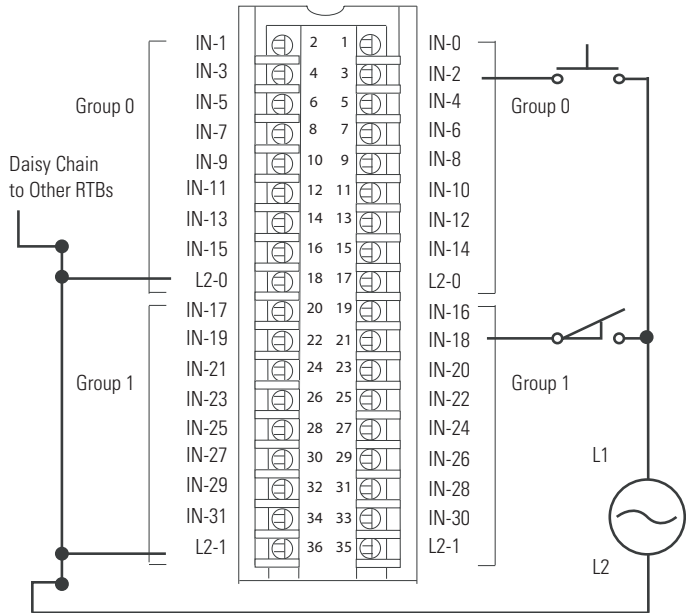 IN-1 2 1 IN-0
IN-3 4 3 IN-2
IN-5 6 5 IN-4
Group 0 Group 0
IN-7 8 7 IN-6
IN-9 10 9 IN-8
Daisy Chain
to Other RTBs
IN-11 12 11 IN-10
IN-13 14 13 IN-12
IN-15 16 15 IN-14
L2-0 18 17 L2-0
IN-17 20 19 IN-16
IN-19 22 21 IN-18
IN-21 24 23 IN-20
Group 1 Group 1
IN-23 26 25 IN-22
IN-25 28 27 IN-24
IN-27 30 29 IN-26
L1
IN-29 32 31 IN-28
IN-31 34 33 IN-30
L2-1 36 35 L2-1
L2